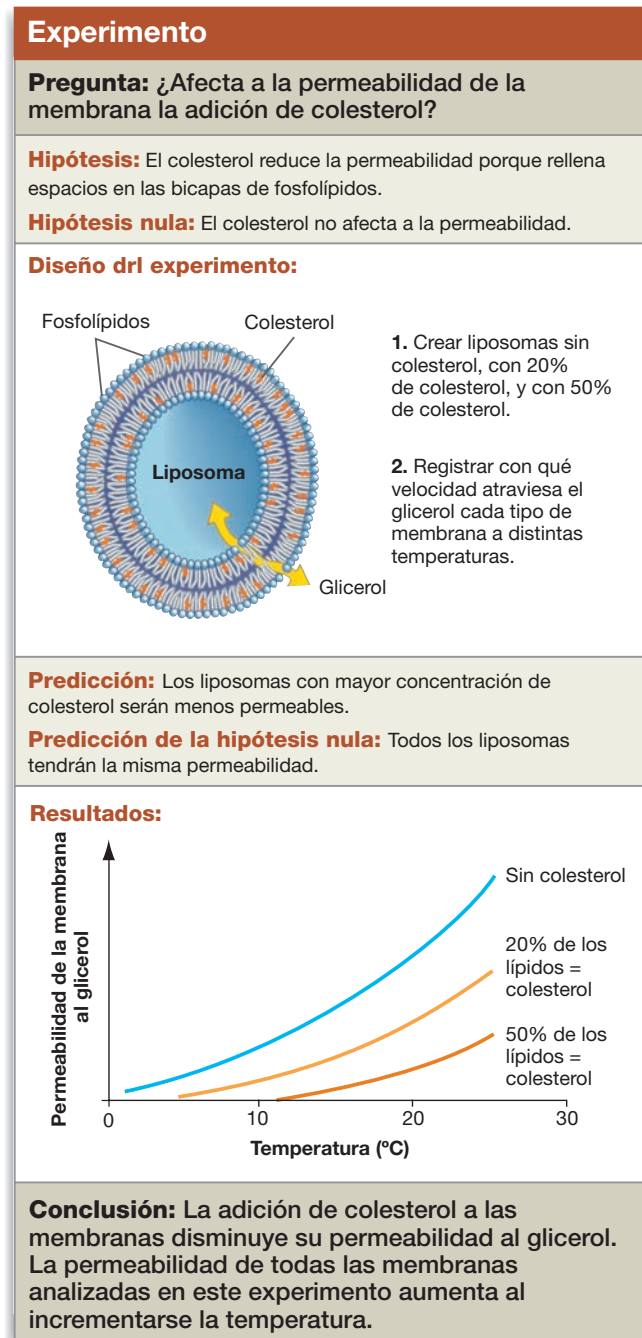 Experimento
Pregunta: ¿Afecta a la permeabilidad de la
membrana la adición de colesterol?
Hipótesis: El colesterol reduce la permeabilidad porque rellena
espacios en las bicapas de fosfolípidos.
Hipótesis nula: El colesterol no afecta a la permeabilidad.
Diseño drl experimento:
Fosfolípidos
Colesterol
Liposoma
Glicerol
1. Crear liposomas sin
colesterol, con 20%
de colesterol, y con 50%
de colesterol.
2. Registrar con qué
velocidad atraviesa el
glicerol cada tipo de
membrana a distintas
temperaturas.
Predicción: Los liposomas con mayor concentración de
colesterol serán menos permeables.
Predicción de la hipótesis nula: Todos los liposomas
tendrán la misma permeabilidad.
Resultados:
Permeabilidad de la membrana
al glicerol
Sin colesterol
20% de los
lípidos =
colesterol
50% de los
lípidos =
colesterol
0 10 20 30
Temperatura (ºC)
Conclusión: La adición de colesterol a las
membranas disminuye su permeabilidad al glicerol.
La permeabilidad de todas las membranas
analizadas en este experimento aumenta al
incrementarse la temperatura.